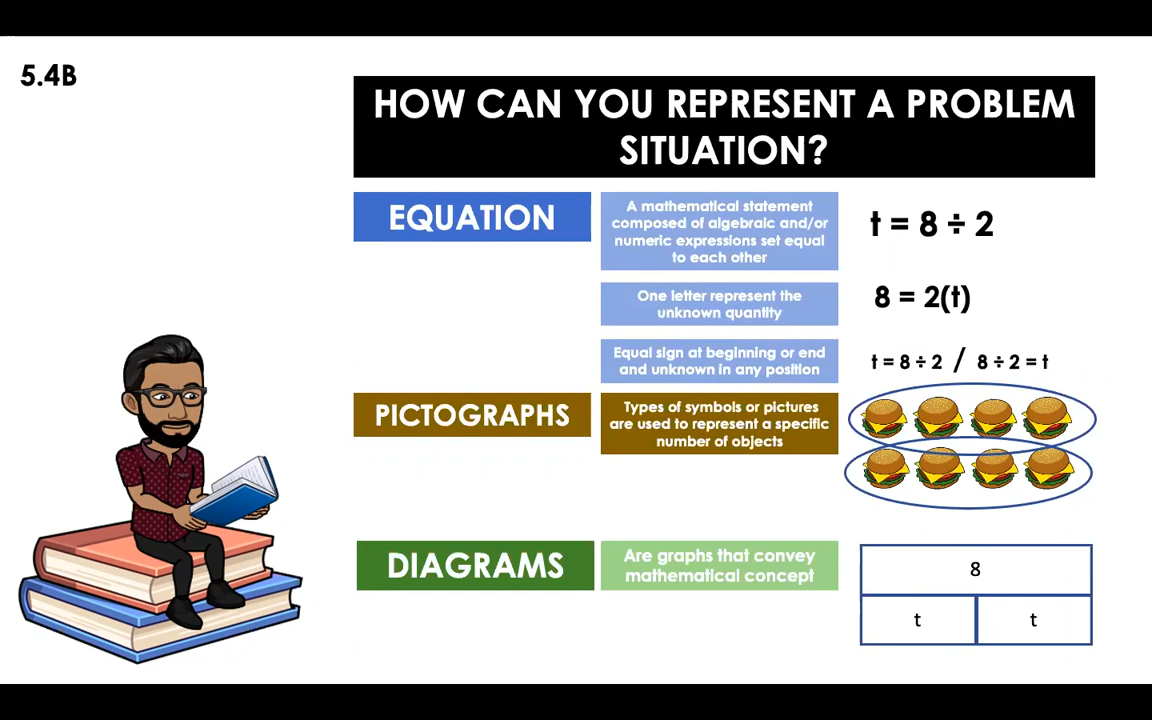 5.4B
HOW CAN YOU REPRESENT A PROBLEM
SITUATION?
EQUATION
A mathematical statement
composed of algebraic and/or
numeric expressions set equal
to each other
t = 8 ÷ 2
One letter represent the
unknown quantity
8 = 2(t)
Equal sign at beginning or end
and unknown in any position
t = 8 ÷ 2 / 8 ÷ 2 = t
PICTOGRAPHS
Types of symbols or pictures
are used to represent a specific
number of objects
DIAGRAMS
Are graphs that convey
mathematical concept
8
t t